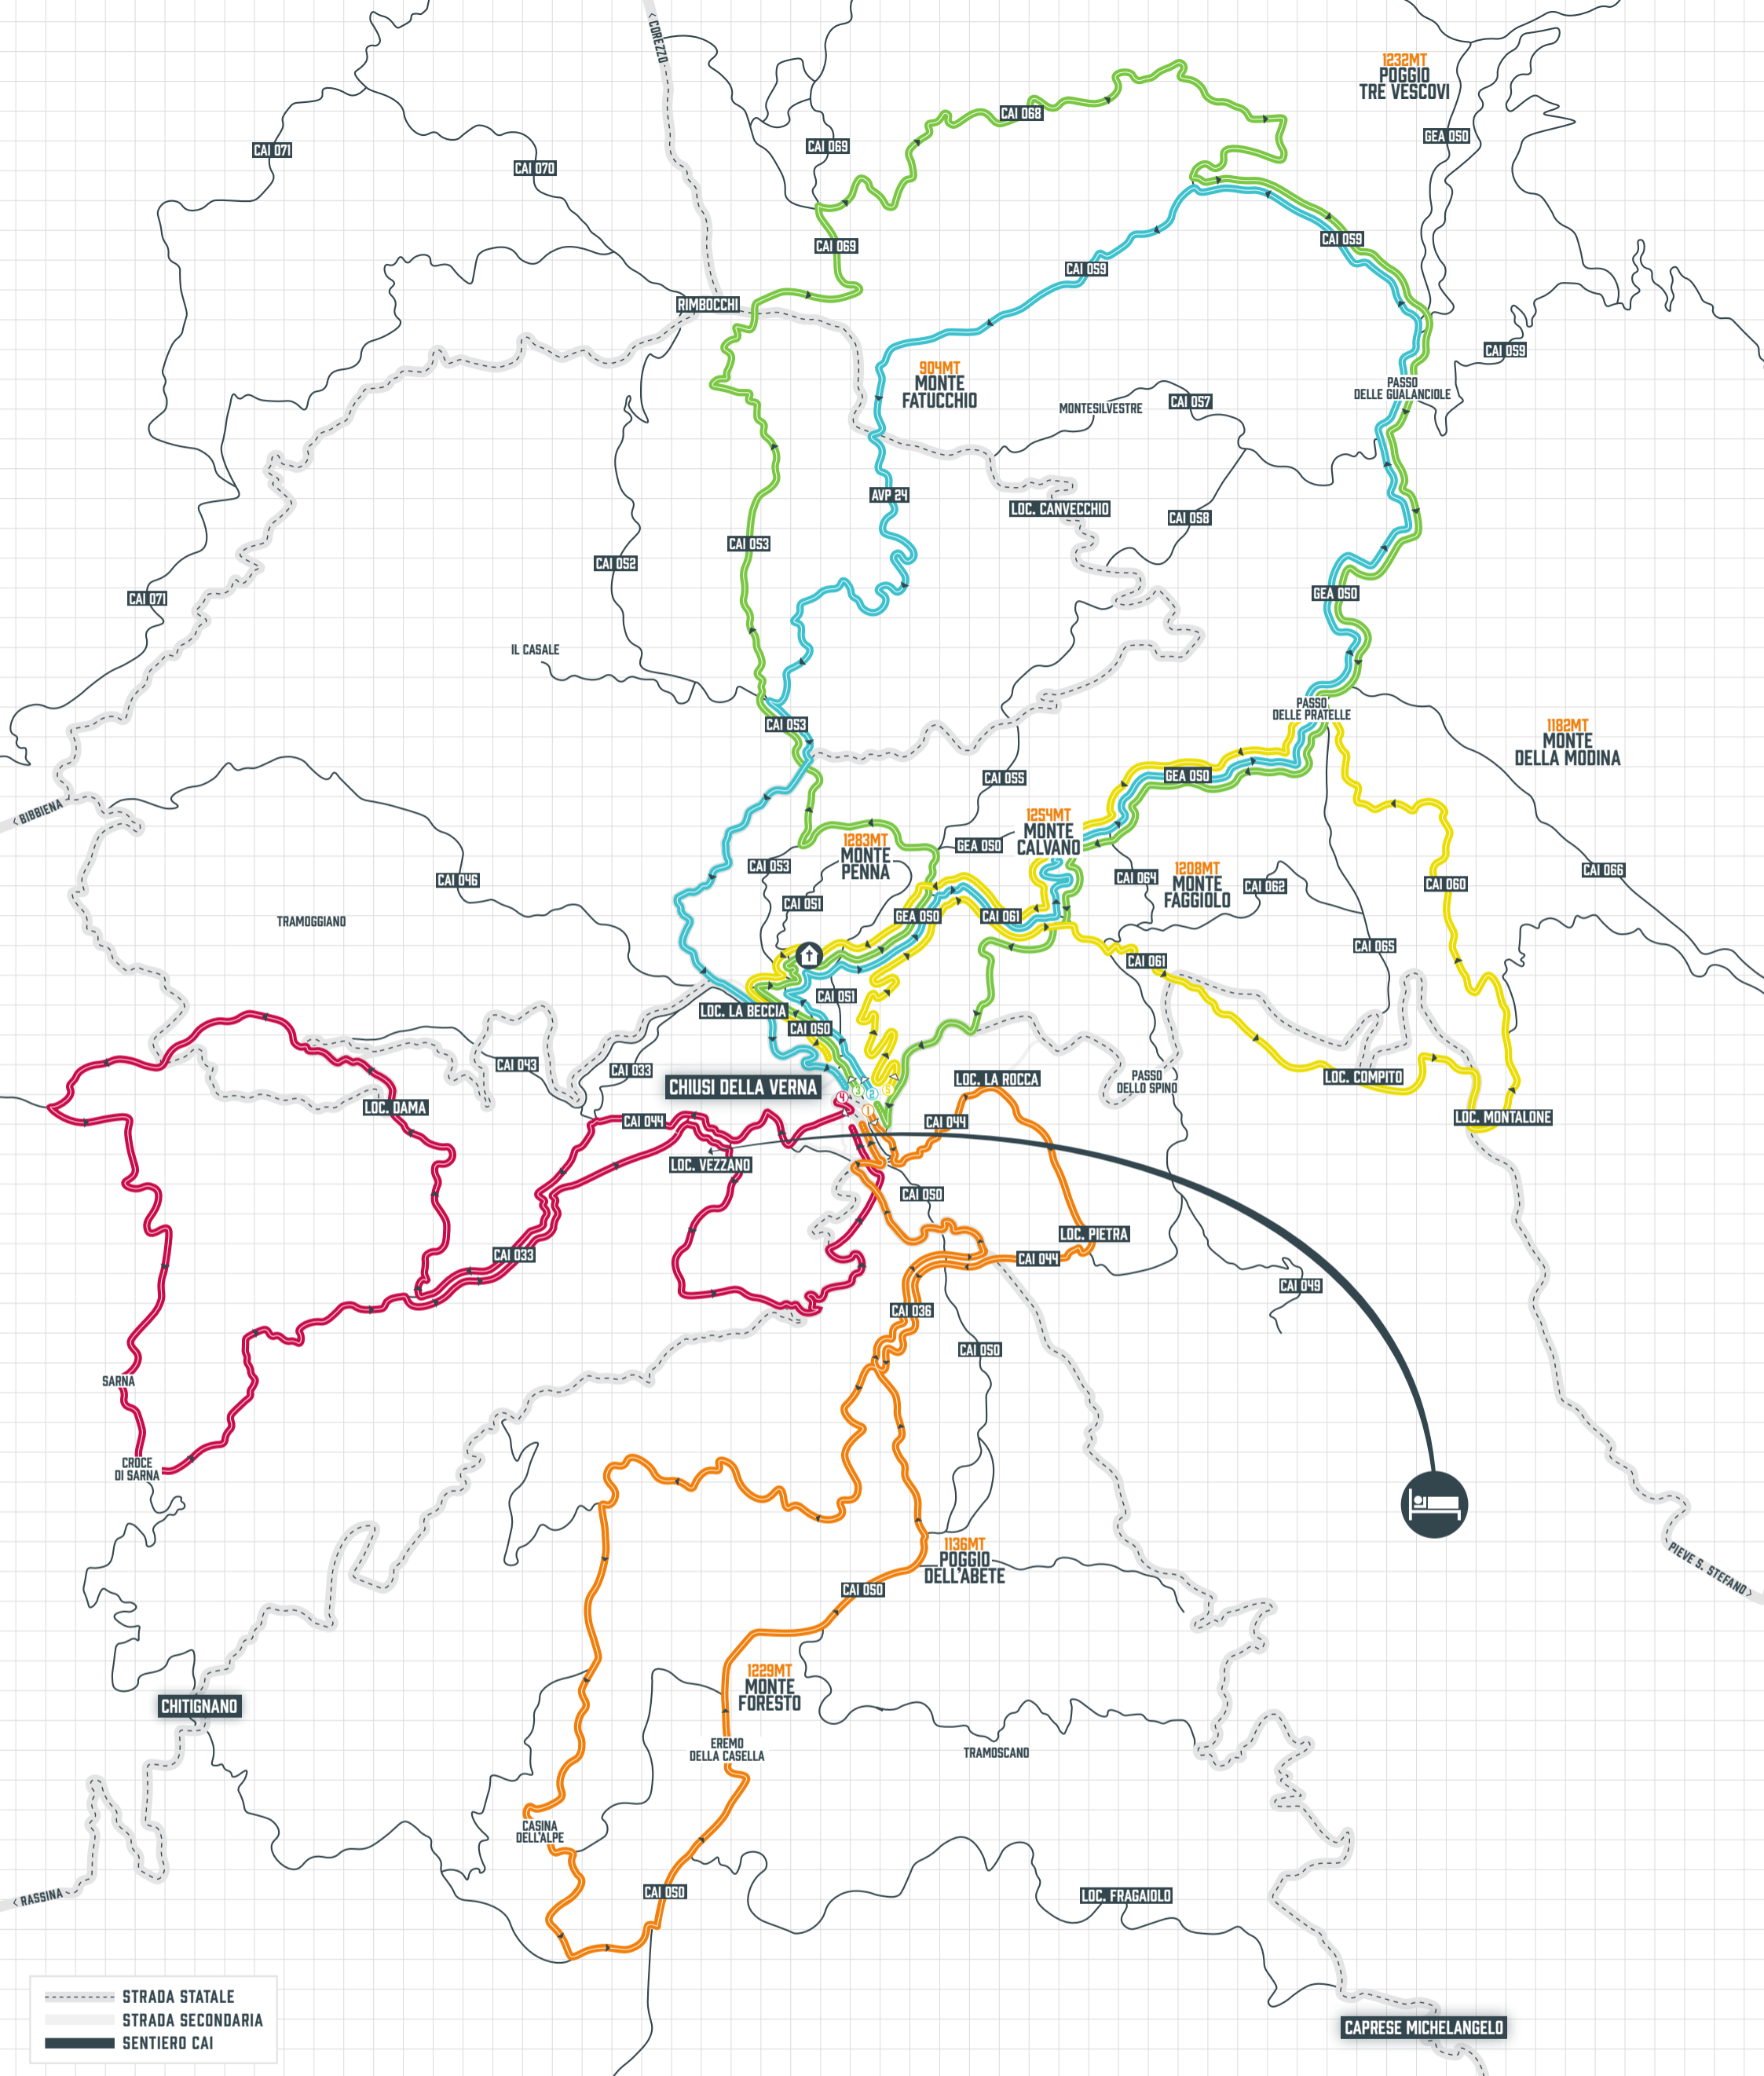 ‹ COREZZO
1232MT
POGGIO
TRE VESCOVI
CAI 068
GEA 050
CAI 071
CAI 069
CAI 070
CAI 069
CAI 059
CAI 059
RIMBOCCHI
CAI 059
904MT
MONTE
FATUCCHIO
PASSO
DELLE GUALANCIOLE
MONTESILVESTRE
CAI 057
AVP 24
LOC. CANVECCHIO
CAI 058
CAI 053
CAI 052
GEA 050
CAI 071
IL CASALE
PASSO
DELLE PRATELLE
CAI 053
1182MT
MONTE
DELLA MODINA
GEA 050
CAI 055
‹ BIBBIENA
1254MT
MONTE
CALVANO
1283MT
MONTE
PENNA
GEA 050
CAI 053
CAI 046
CAI 064
1208MT
MONTE
FAGGIOLO
CAI 062
CAI 060
CAI 066
CAI 051
GEA 050
CAI 061
TRAMOGGIANO
CAI 065
CAI 061
CAI 051
LOC. LA BECCIA
CAI 050
CAI 043
CAI 033
CHIUSI DELLA VERNA
LOC. LA ROCCA
PASSO
DELLO SPINO
LOC. COMPITO
4
3
2
5
1
LOC. DAMA
CAI 044
CAI 044
LOC. MONTALONE
LOC. VEZZANO
CAI 050
LOC. PIETRA
CAI 033
CAI 044
CAI 049
CAI 036
CAI 050
SARNA
CROCE
DI SARNA
1136MT
POGGIO
DELL'ABETE
PIEVE S. STEFANO ›
CAI 050
1229MT
MONTE
FORESTO
CHITIGNANO
EREMO
DELLA CASELLA
TRAMOSCANO
CASINA
DELL'ALPE
CAI 050
LOC. FRAGAIOLO
‹ RASSINA
STRADA STATALE
STRADA SECONDARIA
SENTIERO CAI
CAPRESE MICHELANGELO